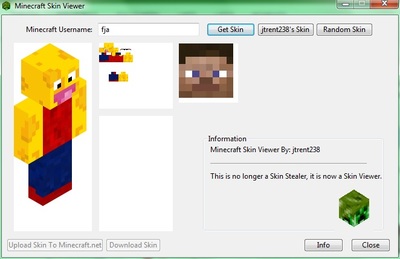 Minecraft Skin Viewer
Minecraft Username: fja Get Skin jtrent238's Skin Random Skin
Information
Minecraft Skin Viewer By: jtrent238
This is no longer a Skin Stealer, it is now a Skin Viewer.
Upload Skin To Minecraft.net Download Skin Info Close